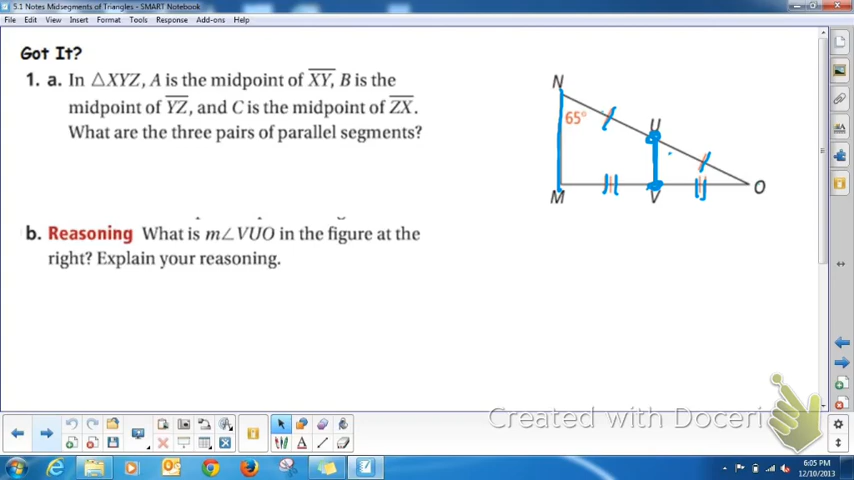 5.1 Notes Midsegments of Triangles - SMART Notebook
File Edit View Insert Format Tools Response Add-ons Help
Got It?
1. a. In △XYZ, A is the midpoint of XY, B is the
midpoint of YZ, and C is the midpoint of ZX.
What are the three pairs of parallel segments?
N
65°
U
M
V
O
b. Reasoning What is m∠VUO in the figure at the
right? Explain your reasoning.
Created with Doceri
6:05 PM
12/10/2013